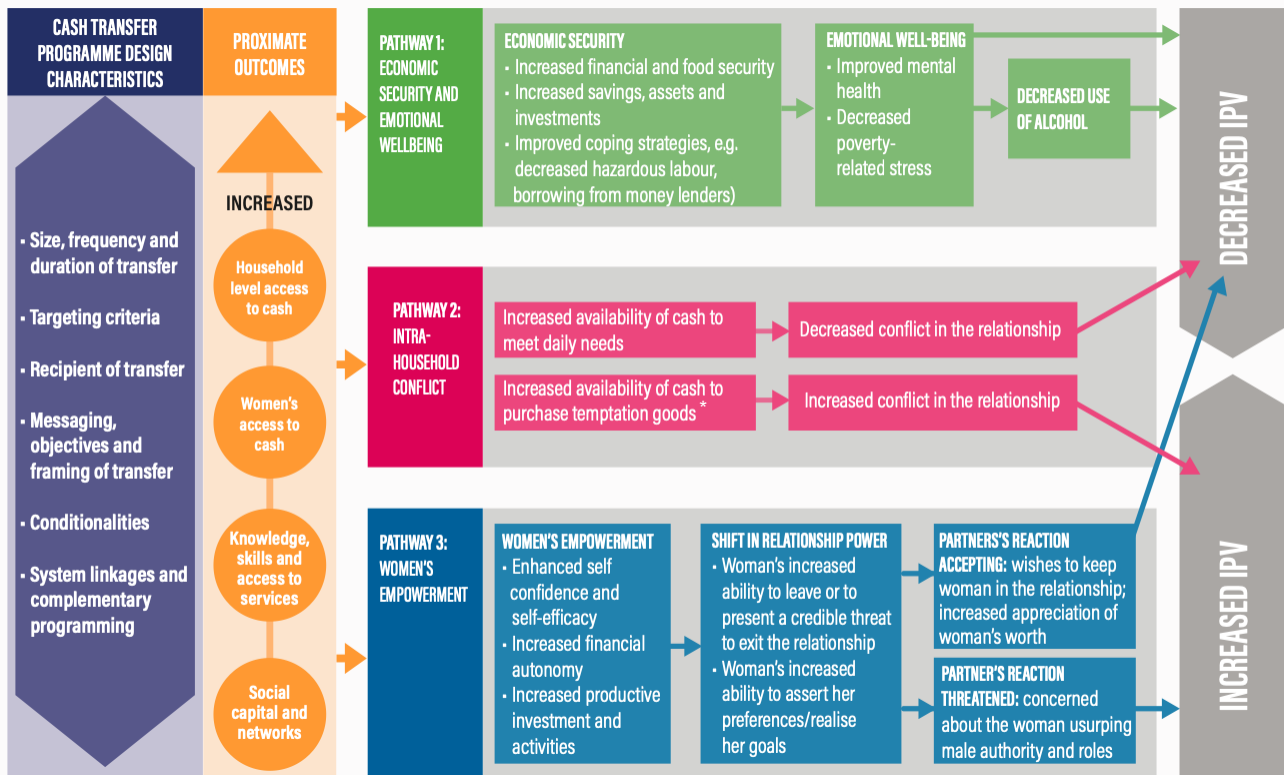 CASH TRANSFER
PROGRAMME DESIGN
CHARACTERISTICS
• Size, frequency and
duration of transfer
• Targeting criteria
• Recipient of transfer
• Messaging,
objectives and
framing of transfer
• Conditionalities
• System linkages and
complementary
programming
PROXIMATE
OUTCOMES
INCREASED
Household
level access
to cash
Women's
access to
cash
Knowledge,
skills and
access to
services
Social
capital and
networks
PATHWAY 1:
ECONOMIC
SECURITY AND
EMOTIONAL
WELLBEING
ECONOMIC SECURITY
• Increased financial and food security
• Increased savings, assets and
investments
• Improved coping strategies, e.g.
decreased hazardous labour,
borrowing from money lenders)
EMOTIONAL WELL-BEING
• Improved mental
health
• Decreased
poverty-
related stress
DECREASED USE
OF ALCOHOL
PATHWAY 2:
INTRA-
HOUSEHOLD
CONFLICT
Increased availability of cash to
meet daily needs
Decreased conflict in the relationship
Increased availability of cash to
purchase temptation goods *
Increased conflict in the relationship
PATHWAY 3:
WOMEN'S
EMPOWERMENT
WOMEN'S EMPOWERMENT
• Enhanced self
confidence and
self-efficacy
• Increased financial
autonomy
• Increased productive
investment and
activities
SHIFT IN RELATIONSHIP POWER
• Woman's increased
ability to leave or to
present a credible threat
to exit the relationship
• Woman's increased
ability to assert her
preferences/realise
her goals
PARTNERS'S REACTION
ACCEPTING: wishes to keep
woman in the relationship;
increased appreciation of
woman's worth
PARTNER'S REACTION
THREATENED: concerned
about the woman usurping
male authority and roles
DECREASED IPV
INCREASED IPV